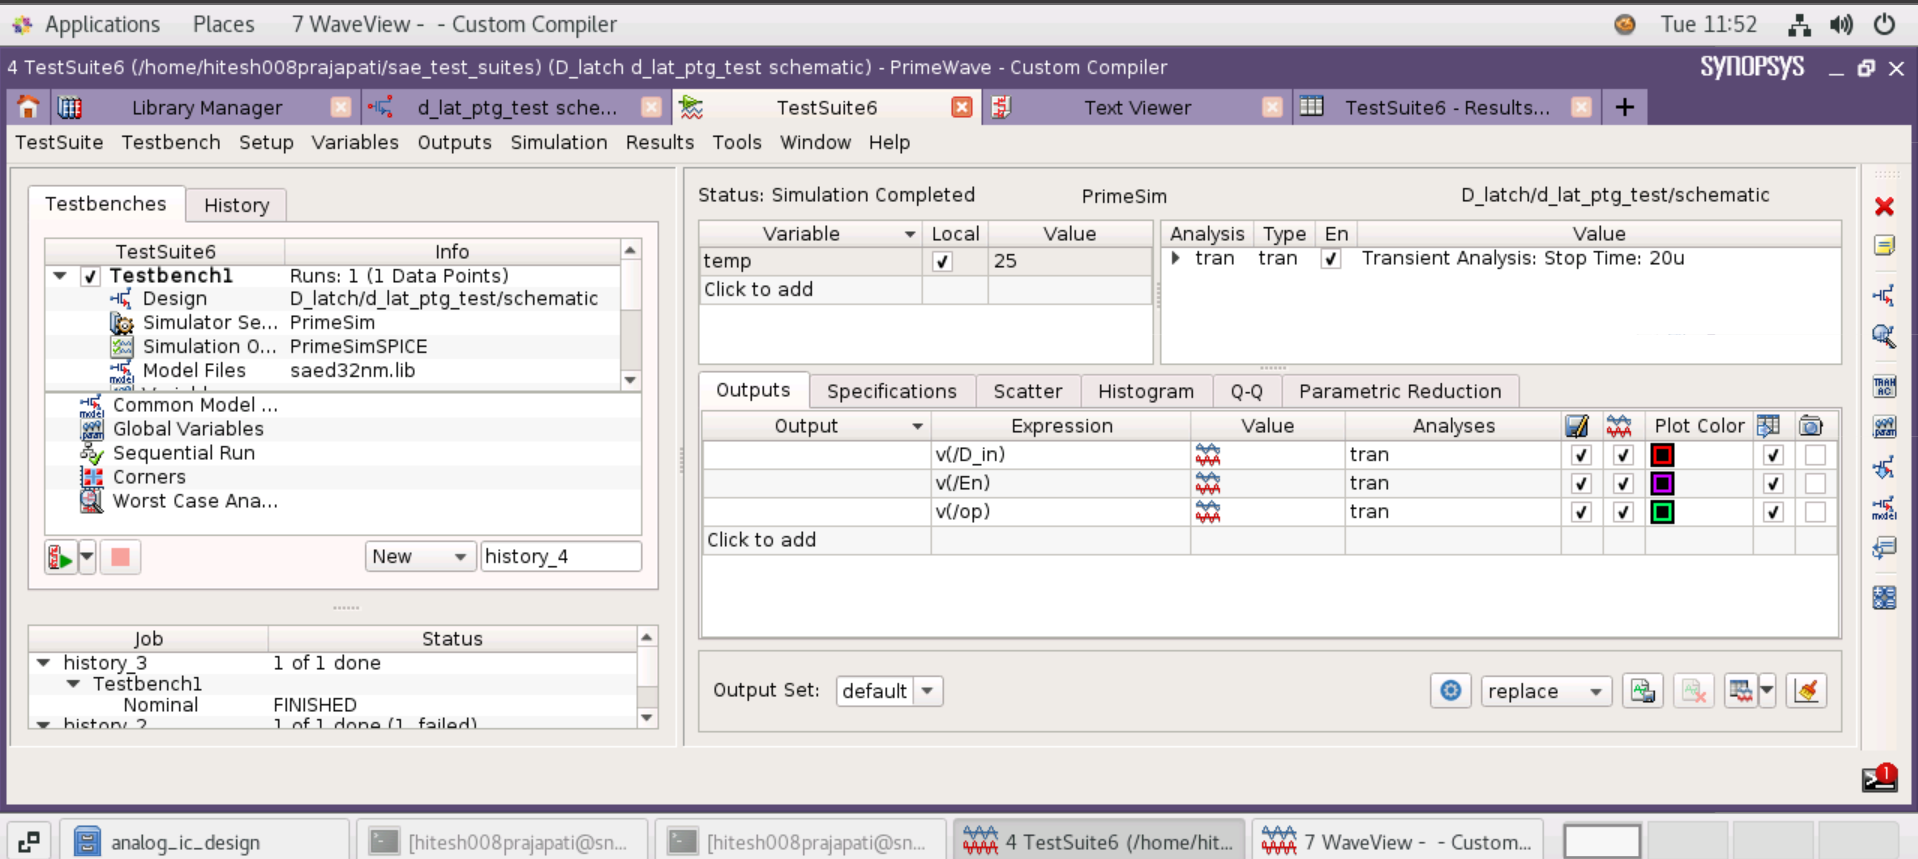 Applications Places 7 WaveView - - Custom Compiler Tue 11:52
4 TestSuite6 (/home/hitesh008prajapati/sae_test_suites) (D_latch d_lat_ptg_test schematic) - PrimeWave - Custom Compiler SYNOPSYS
Library Manager d_lat_ptg_test sche... TestSuite6 Text Viewer TestSuite6 - Results...
TestSuite Testbench Setup Variables Outputs Simulation Results Tools Window Help
Testbenches History
TestSuite6 Info
Testbench1 Runs: 1 (1 Data Points)
Design D_latch/d_lat_ptg_test/schematic
Simulator Se... PrimeSim
Simulation O... PrimeSimSPICE
Model Files saed32nm.lib
Common Model ...
Global Variables
Sequential Run
Corners
Worst Case Ana...
New history_4
Job Status
history_3 1 of 1 done
Testbench1
Nominal FINISHED
history_2 1 of 1 done (1 failed)
Status: Simulation Completed PrimeSim D_latch/d_lat_ptg_test/schematic
Variable Local Value
temp 25
Click to add
Analysis Type En Value
tran tran Transient Analysis: Stop Time: 20u
Outputs Specifications Scatter Histogram Q-Q Parametric Reduction
Output Expression Value Analyses Plot Color
v(/D_in) tran
v(/En) tran
v(/op) tran
Click to add
Output Set: default replace
TRAN
AC
param
model
1
analog_ic_design [hitesh008prajapati@sn... [hitesh008prajapati@sn... 4 TestSuite6 (/home/hit... 7 WaveView - - Custom...